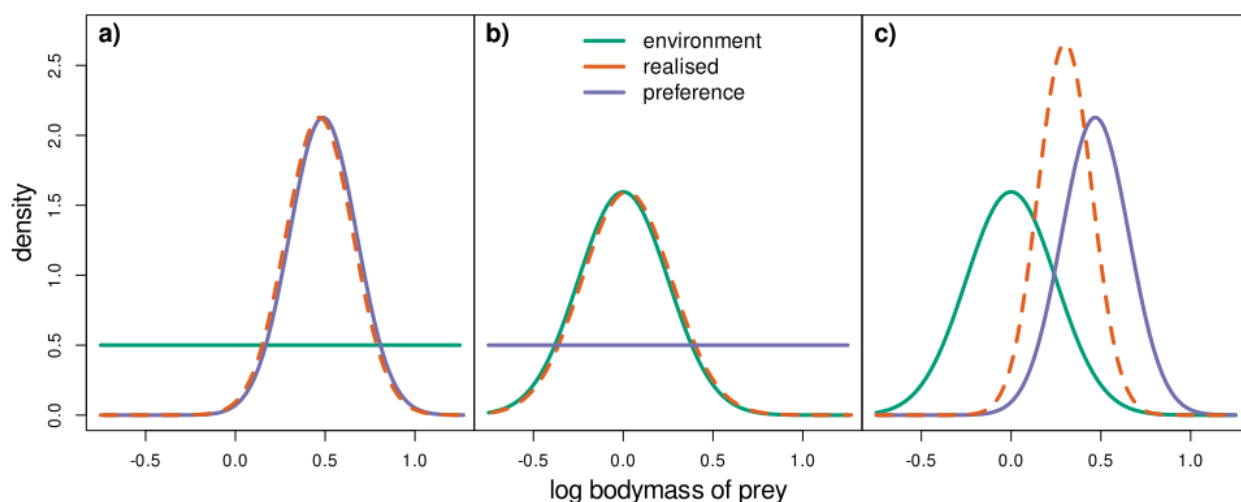 a)
b)
c)
environment
realised
preference
density
0.0 0.5 1.0 1.5 2.0 2.5
-0.5 0.0 0.5 1.0 -0.5 0.0 0.5 1.0 -0.5 0.0 0.5 1.0
log bodymass of prey